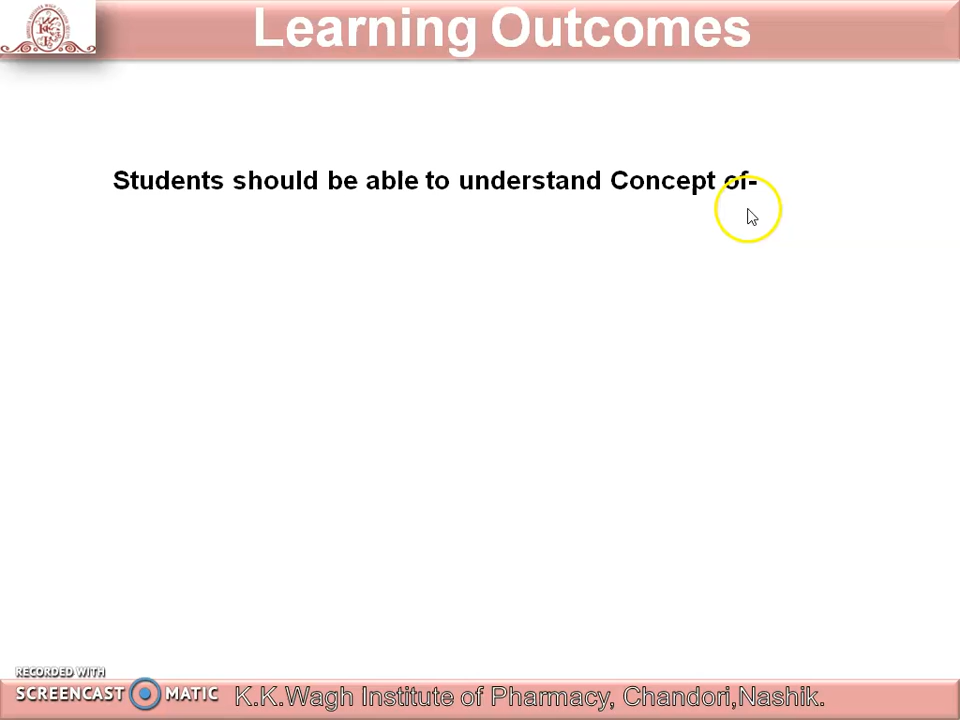 Learning Outcomes
Students should be able to understand Concept of-
RECORDED WITH
SCREENCAST MATIC
K.K.Wagh Institute of Pharmacy, Chandori,Nashik.